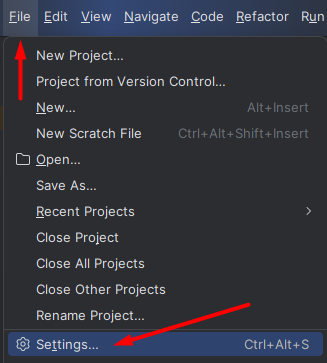 File Edit View Navigate Code Refactor Run
New Project...
Project from Version Control...
New... Alt+Insert
New Scratch File Ctrl+Alt+Shift+Insert
Open...
Save As...
Recent Projects
Close Project
Close All Projects
Close Other Projects
Rename Project...
Settings... Ctrl+Alt+S